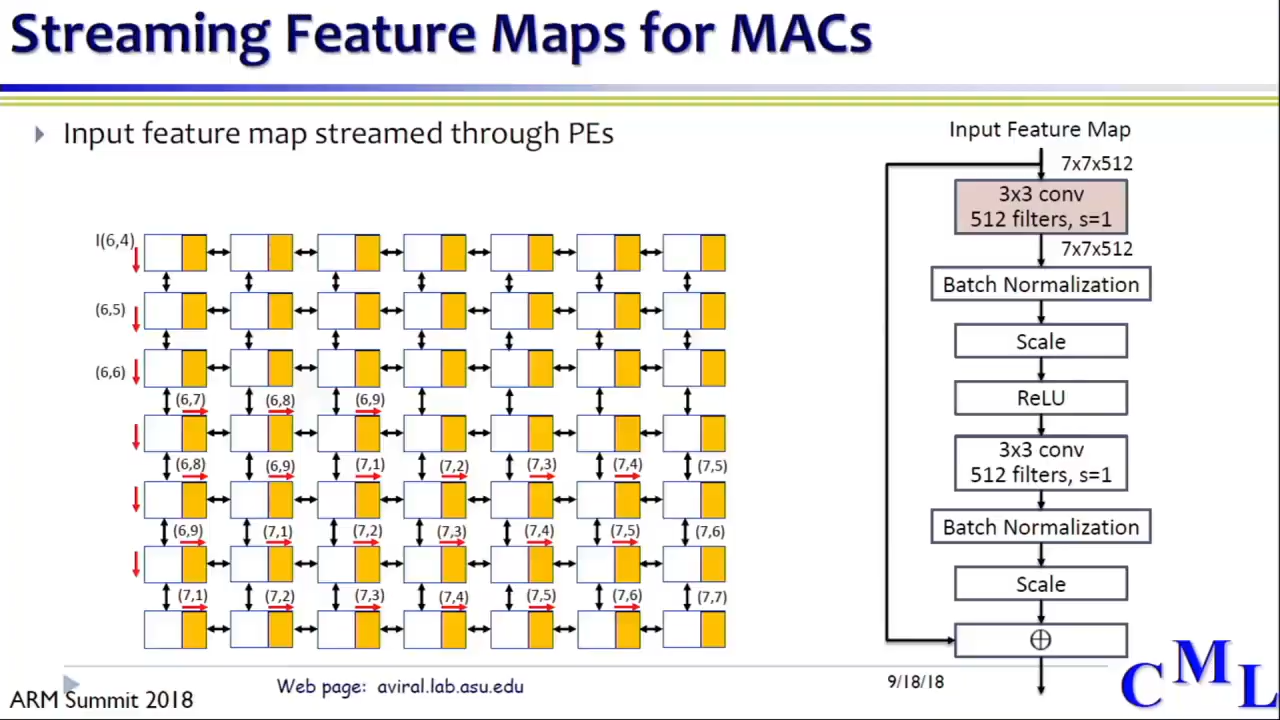 Streaming Feature Maps for MACs
Input feature map streamed through PEs
I(6,4)
(6,5)
(6,6)
(6,7) (6,8) (6,9)
(6,8) (6,9) (7,1) (7,2) (7,3) (7,4) (7,5)
(6,9) (7,1) (7,2) (7,3) (7,4) (7,5) (7,6)
(7,1) (7,2) (7,3) (7,4) (7,5) (7,6) (7,7)
Input Feature Map
7x7x512
3x3 conv
512 filters, s=1
7x7x512
Batch Normalization
Scale
ReLU
3x3 conv
512 filters, s=1
Batch Normalization
Scale
ARM Summit 2018
Web page: aviral.lab.asu.edu
9/18/18
CML